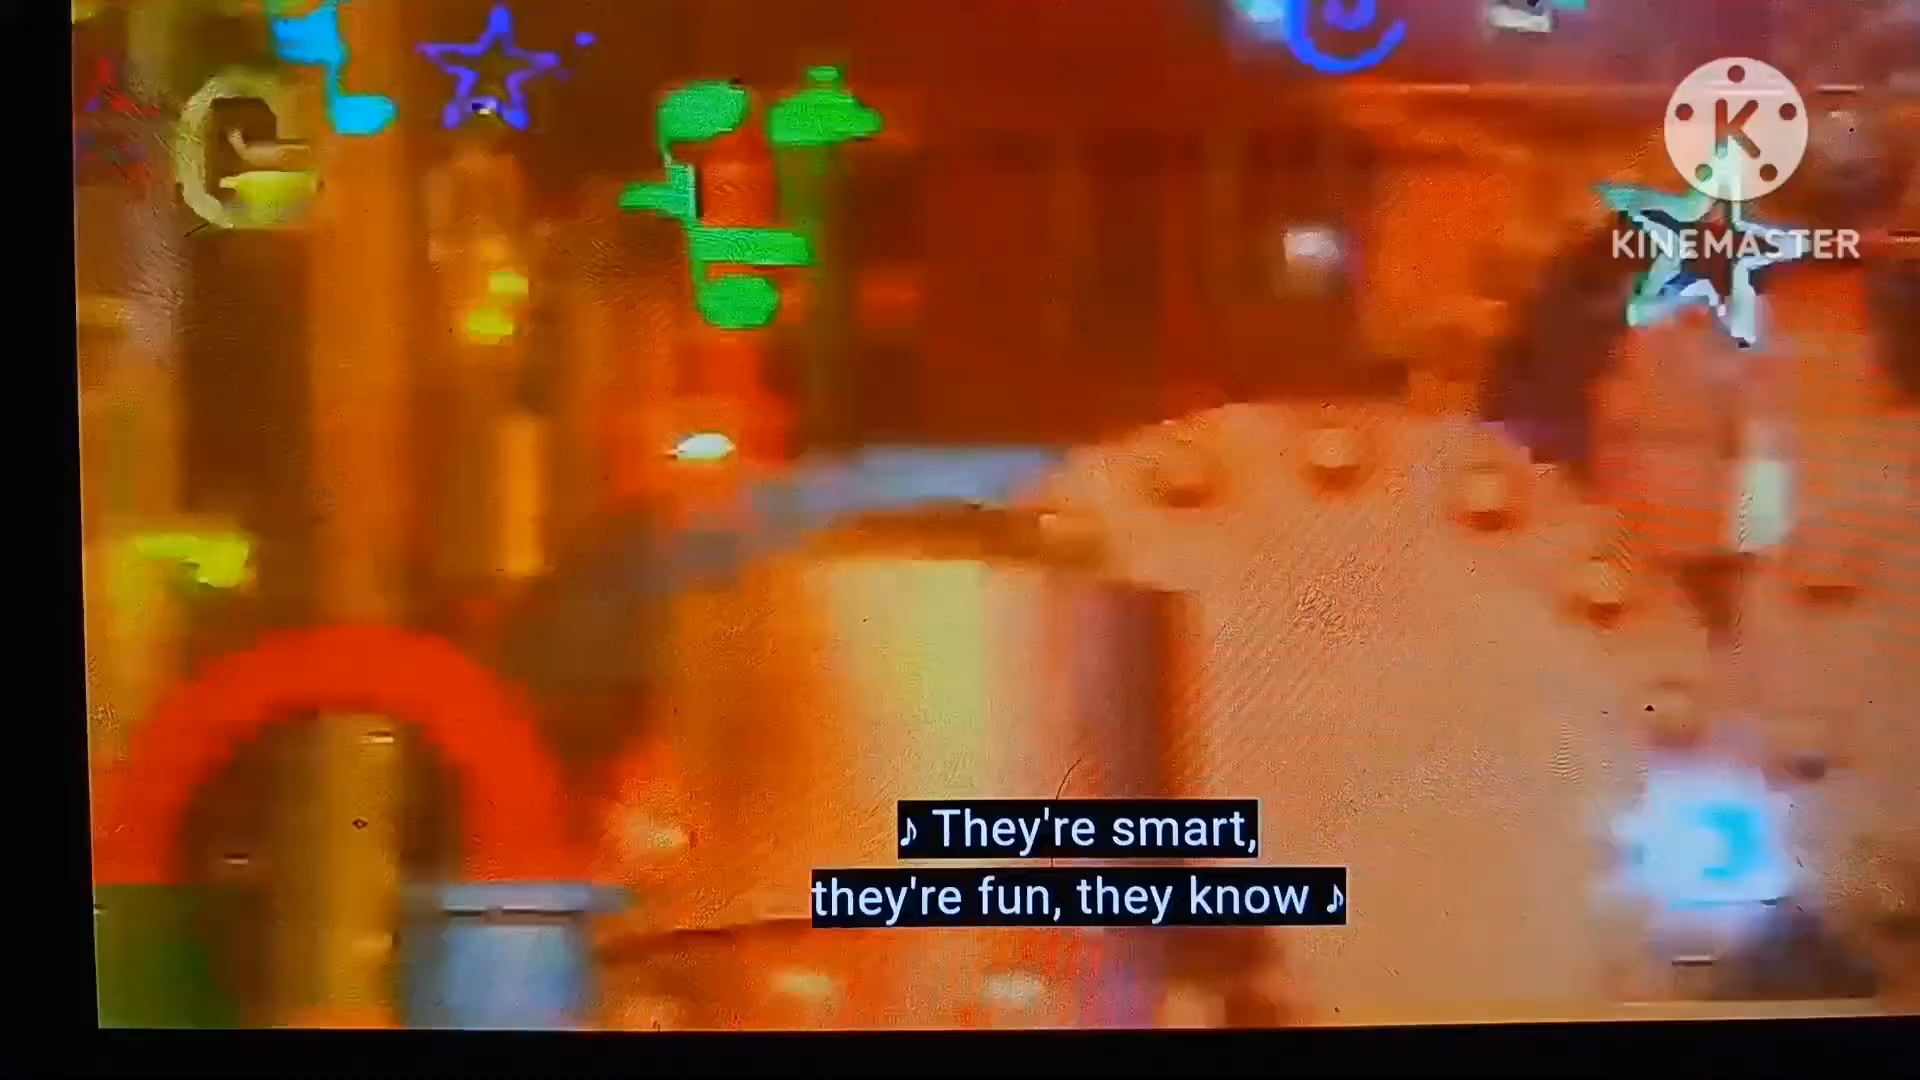 K
KINEMASTER
♪ They're smart,
they're fun, they know ♪